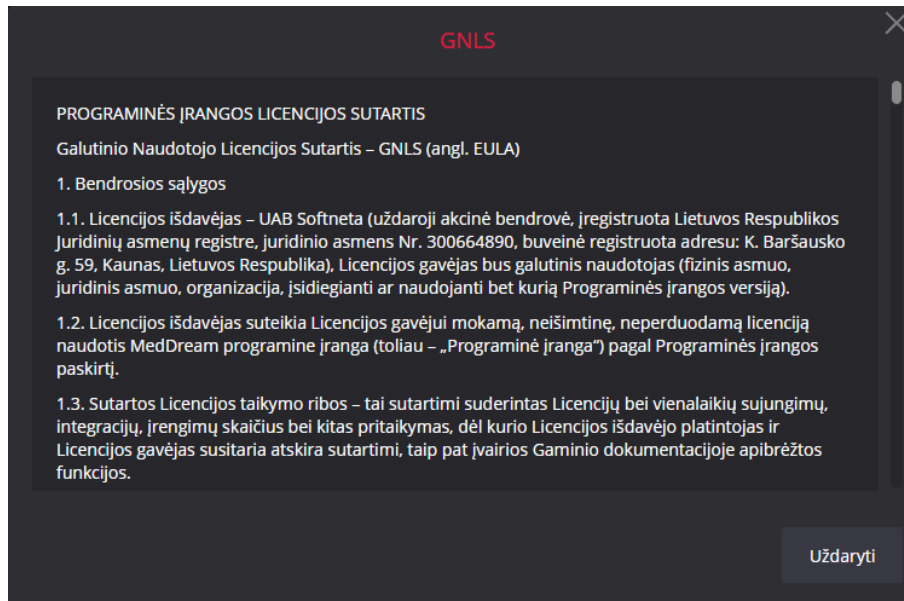 GNLS
PROGRAMINĖS ĮRANGOS LICENCIJOS SUTARTIS
Galutinio Naudotojo Licencijos Sutartis – GNLS (angl. EULA)
1. Bendrosios sąlygos
1.1. Licencijos išdavėjas – UAB Softneta (uždaroji akcinė bendrovė, įregistruota Lietuvos Respublikos
Juridinių asmenų registre, juridinio asmens Nr. 300664890, buveinė registruota adresu: K. Baršausko
g. 59, Kaunas, Lietuvos Respublika), Licencijos gavėjas bus galutinis naudotojas (fizinis asmuo,
juridinis asmuo, organizacija, įsidiegianti ar naudojanti bet kurią Programinės įrangos versiją).
1.2. Licencijos išdavėjas suteikia Licencijos gavėjui mokamą, neišimtinę, neperduodamą licenciją
naudotis MedDream programine įranga (toliau – „Programinė įranga“) pagal Programinės įrangos
paskirtį.
1.3. Sutartos Licencijos taikymo ribos – tai sutartimi suderintas Licencijų bei vienalaikių sujungimų,
integracijų, įrengimų skaičius bei kitas pritaikymas, dėl kurio Licencijos išdavėjo platintojas ir
Licencijos gavėjas susitaria atskira sutartimi, taip pat įvairios Gaminio dokumentacijoje apibrėžtos
funkcijos.
Uždaryti